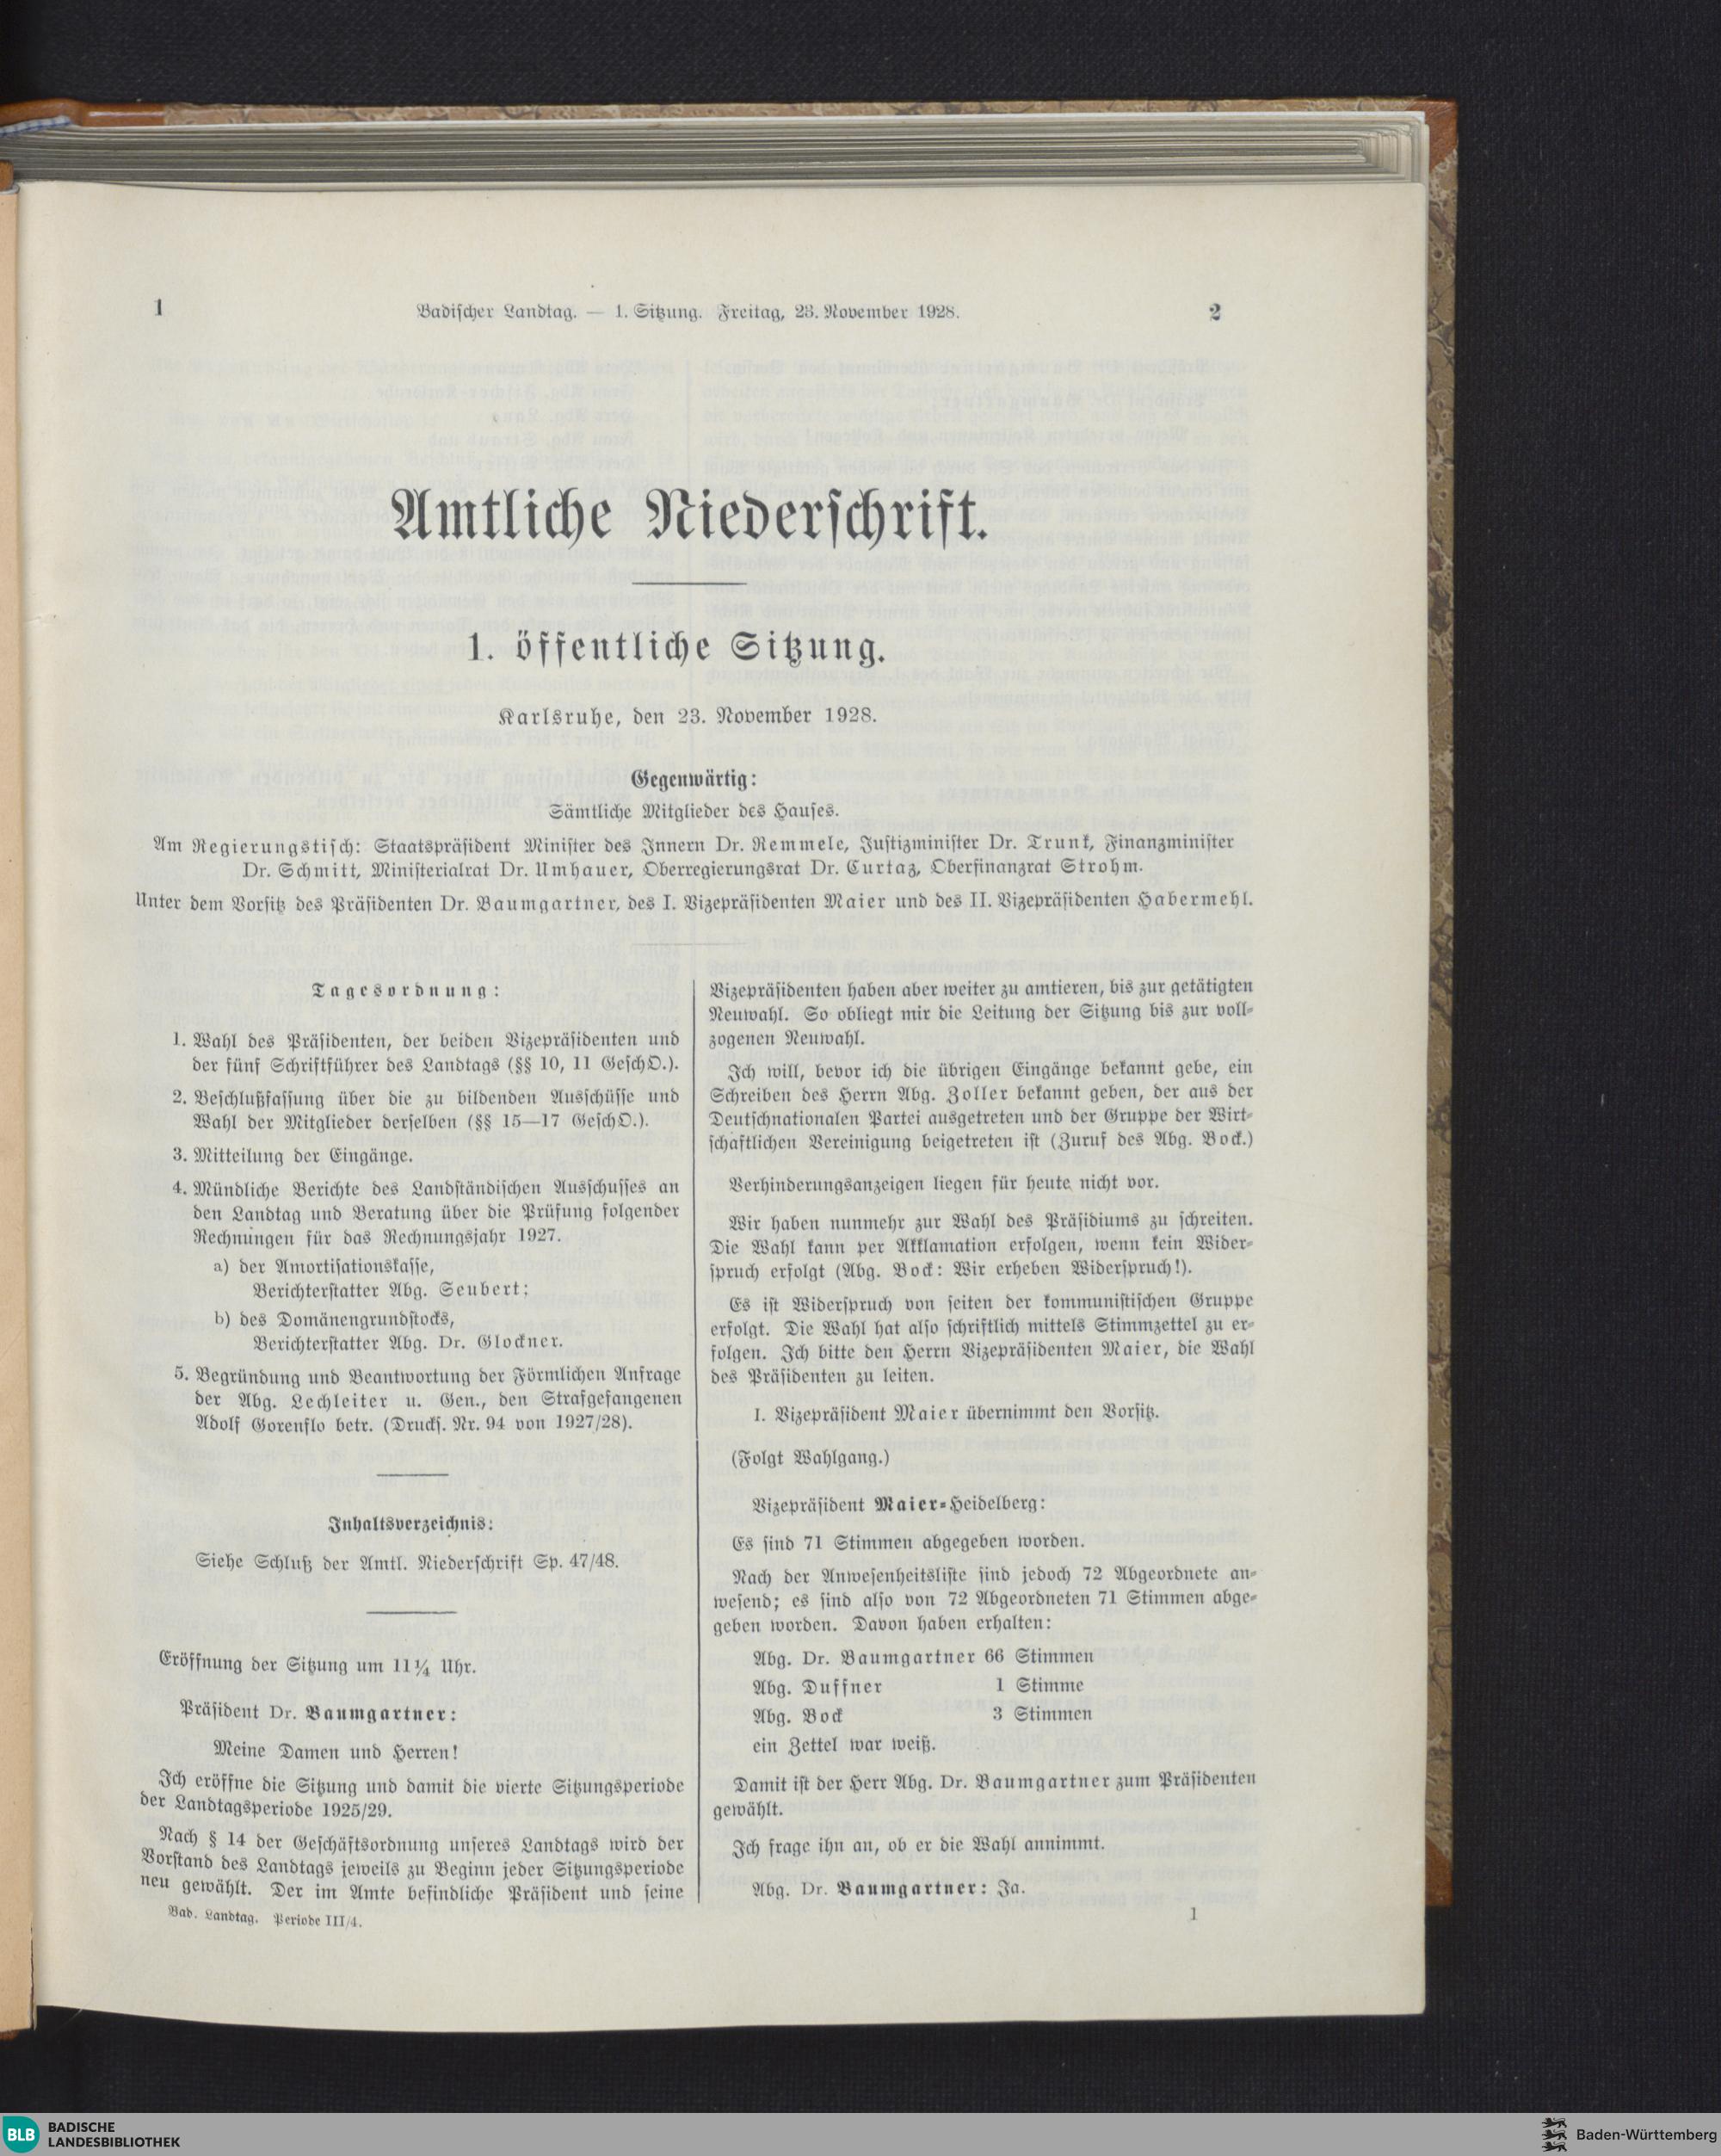 1
Badischer Landtag. — 1. Sitzung. Freitag, 23. November 1928.
2
Amtliche Niederschrift.
1. öffentliche Sitzung.
Karlsruhe, den 23. November 1928.
Gegenwärtig:
Sämtliche Mitglieder des Hauses.
Am Regierungstisch: Staatspräsident Minister des Innern Dr. Remmele, Justizminister Dr. Trunk, Finanzminister
Dr. Schmitt, Ministerialrat Dr. Umhauer, Oberregierungsrat Dr. Curtaz, Oberfinanzrat Strohm.
Unter dem Vorsitz des Präsidenten Dr. Baumgartner, des I. Vizepräsidenten Maier und des II. Vizepräsidenten Habermehl.
Tagesordnung:
1. Wahl des Präsidenten, der beiden Vizepräsidenten und
der fünf Schriftführer des Landtags (§§ 10, 11 GeschO.).
2. Beschlußfassung über die zu bildenden Ausschüsse und
Wahl der Mitglieder derselben (§§ 15—17 GeschO.).
3. Mitteilung der Eingänge.
4. Mündliche Berichte des Landständischen Ausschusses an
den Landtag und Beratung über die Prüfung folgender
Rechnungen für das Rechnungsjahr 1927.
a) der Amortisationskasse,
Berichterstatter Abg. Seubert;
b) des Domänengrundstocks,
Berichterstatter Abg. Dr. Glockner.
5. Begründung und Beantwortung der Förmlichen Anfrage
der Abg. Lechleiter u. Gen., den Strafgefangenen
Adolf Gorenflo betr. (Drucks. Nr. 94 von 1927/28).
Inhaltsverzeichnis:
Siehe Schluß der Amtl. Niederschrift Sp. 47/48.
Eröffnung der Sitzung um 11¼ Uhr.
Präsident Dr. Baumgartner:
Meine Damen und Herren!
Ich eröffne die Sitzung und damit die vierte Sitzungsperiode
der Landtagsperiode 1925/29.
Nach § 14 der Geschäftsordnung unseres Landtags wird der
Vorstand des Landtags jeweils zu Beginn jeder Sitzungsperiode
neu gewählt. Der im Amte befindliche Präsident und seine
Bad. Landtag. Periode III/4.
Vizepräsidenten haben aber weiter zu amtieren, bis zur getätigten
Neuwahl. So obliegt mir die Leitung der Sitzung bis zur voll-
zogenen Neuwahl.
Ich will, bevor ich die übrigen Eingänge bekannt gebe, ein
Schreiben des Herrn Abg. Zoller bekannt geben, der aus der
Deutschnationalen Partei ausgetreten und der Gruppe der Wirt-
schaftlichen Vereinigung beigetreten ist (Zuruf des Abg. Bock.)
Verhinderungsanzeigen liegen für heute nicht vor.
Wir haben nunmehr zur Wahl des Präsidiums zu schreiten.
Die Wahl kann per Akklamation erfolgen, wenn kein Wider-
spruch erfolgt (Abg. Bock: Wir erheben Widerspruch!).
Es ist Widerspruch von seiten der kommunistischen Gruppe
erfolgt. Die Wahl hat also schriftlich mittels Stimmzettel zu er-
folgen. Ich bitte den Herrn Vizepräsidenten Maier, die Wahl
des Präsidenten zu leiten.
I. Vizepräsident Maier übernimmt den Vorsitz.
(Folgt Wahlgang.)
Vizepräsident Maier-Heidelberg:
Es sind 71 Stimmen abgegeben worden.
Nach der Anwesenheitsliste sind jedoch 72 Abgeordnete an-
wesend; es sind also von 72 Abgeordneten 71 Stimmen abge-
geben worden. Davon haben erhalten:
Abg. Dr. Baumgartner 66 Stimmen
Abg. Duffner 1 Stimme
Abg. Bock 3 Stimmen
ein Zettel war weiß.
Damit ist der Herr Abg. Dr. Baumgartner zum Präsidenten
gewählt.
Ich frage ihn an, ob er die Wahl annimmt.
Abg. Dr. Baumgartner: Ja.
1
BLB BADISCHE
LANDESBIBLIOTHEK
Baden-Württemberg